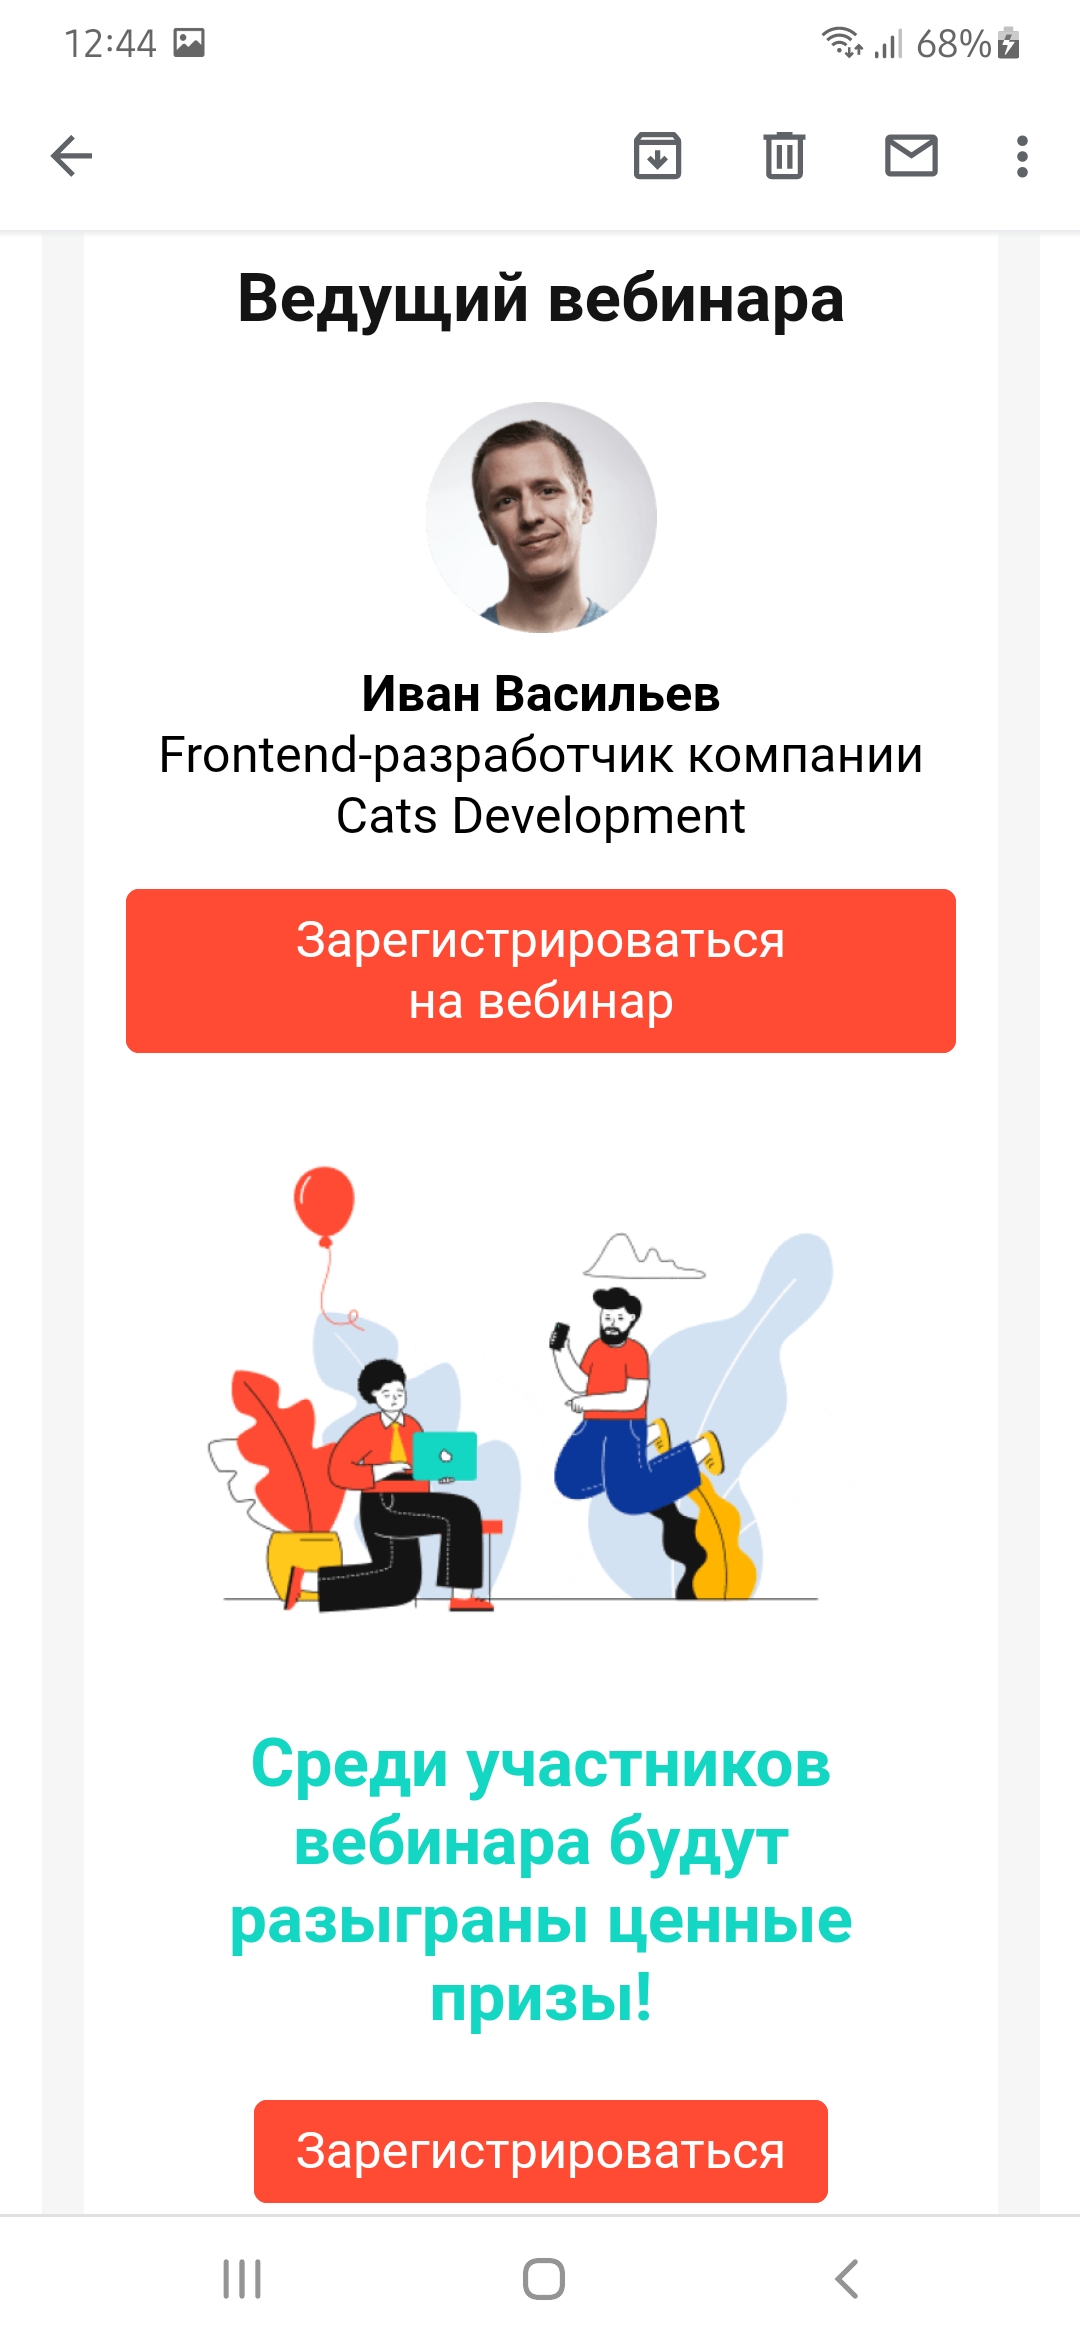 12:44
68%
Ведущий вебинара
Иван Васильев
Frontend-разработчик компании
Cats Development
Зарегистрироваться
на вебинар
Среди участников
вебинара будут
разыграны ценные
призы!
Зарегистрироваться